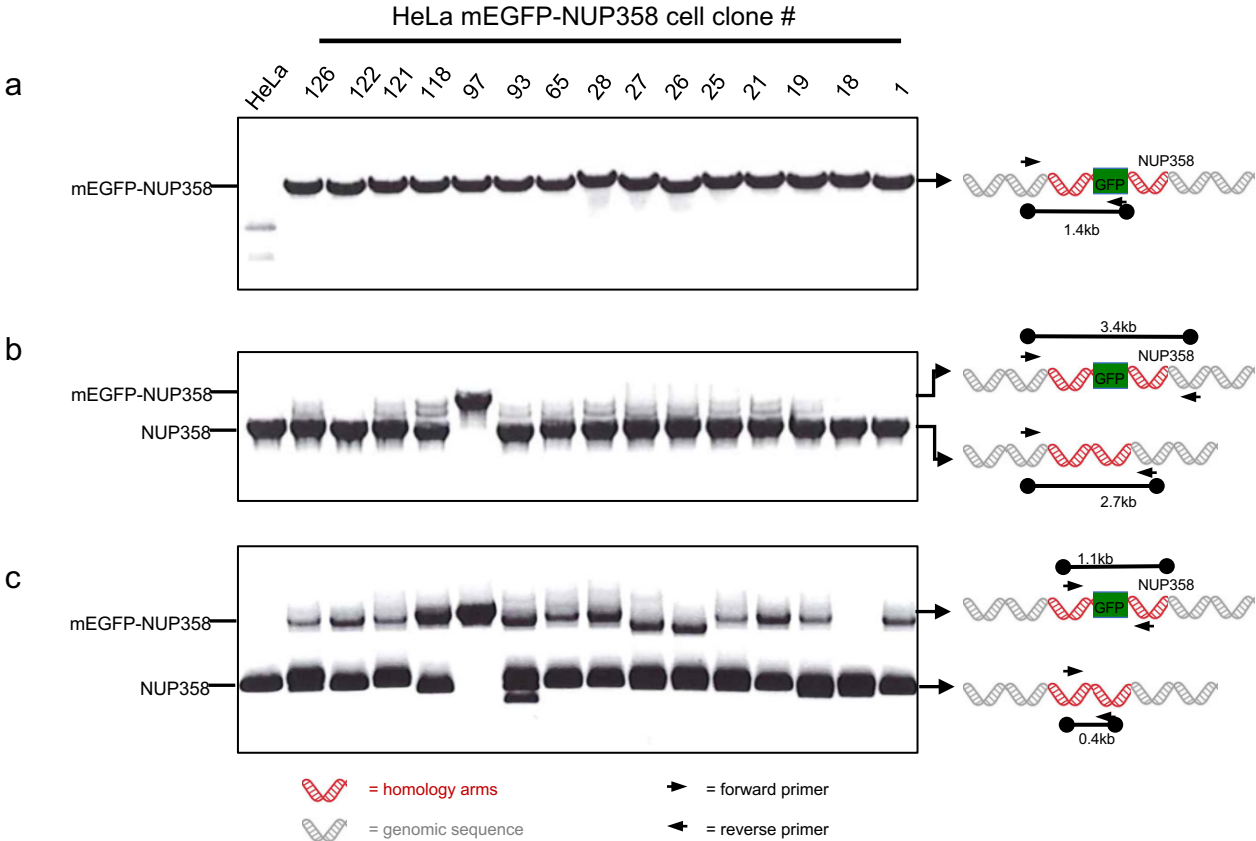 HeLa mEGFP-NUP358 cell clone #
a
HeLa 126 122 121 118 97 93 65 28 27 26 25 21 19 18 1
mEGFP-NUP358
NUP358
GFP
1.4kb
b
mEGFP-NUP358
NUP358
3.4kb
NUP358
GFP
2.7kb
c
mEGFP-NUP358
NUP358
1.1kb
NUP358
GFP
0.4kb
= homology arms
= forward primer
= genomic sequence
= reverse primer